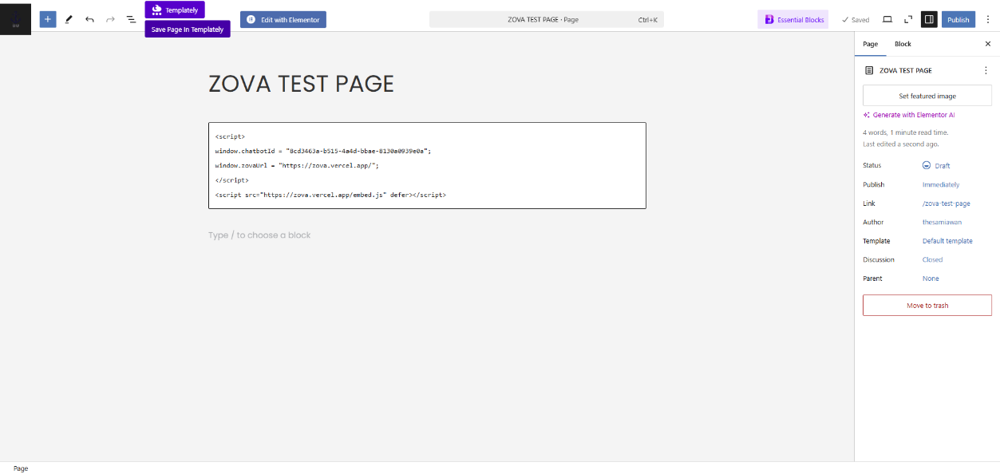 Templately
Save Page in Templately
Edit with Elementor
ZOVA TEST PAGE · Page
Ctrl+K
Essential Blocks
Saved
Publish
Page
Block
ZOVA TEST PAGE
Set featured image
Generate with Elementor AI
4 words, 1 minute read time.
Last edited a second ago.
Status
Draft
Publish
Immediately
Link
/zova-test-page
Author
thesamiawan
Template
Default template
Discussion
Closed
Parent
None
Move to trash
ZOVA TEST PAGE
<script>
window.chatbotId = "8cd3463a-b515-4a4d-bbae-8130a0939e0a";
window.zovaUrl = "https://zova.vercel.app/";
</script>
<script src="https://zova.vercel.app/embed.js" defer></script>
Type / to choose a block
Page